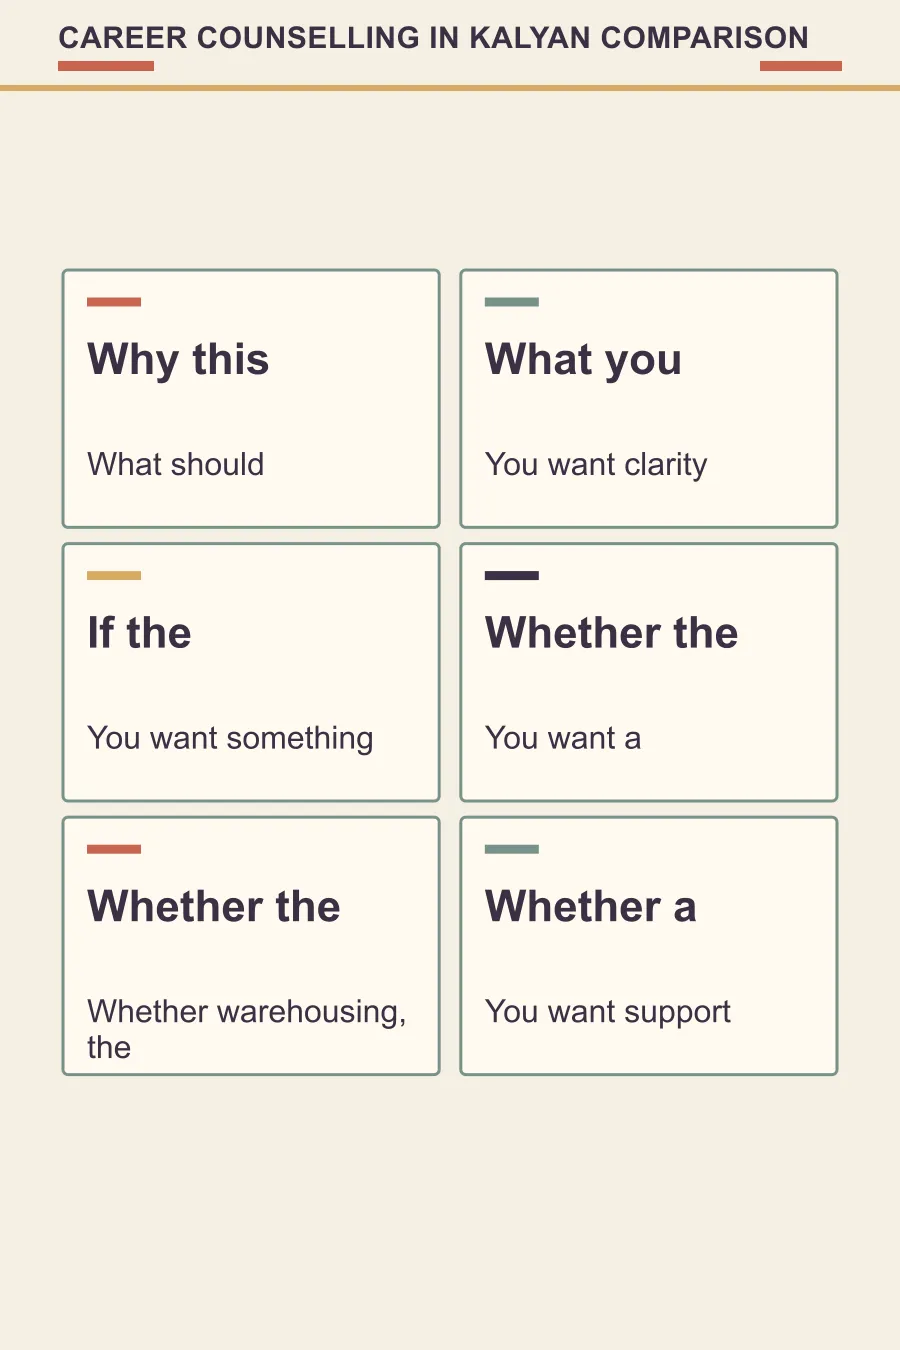 CAREER COUNSELLING IN KALYAN COMPARISON
Why this
What should
What you
You want clarity
If the
You want something
Whether the
You want a
Whether the
Whether warehousing,
the
Whether a
You want support